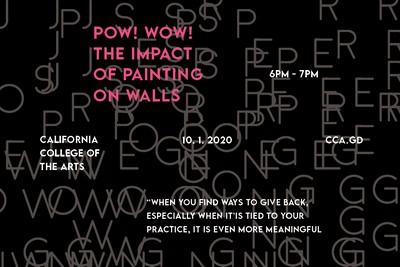 POW! WOW!
THE IMPACT
OF PAINTING
ON WALLS
6PM - 7PM
CALIFORNIA
COLLEGE OF
THE ARTS
10. 1. 2020
CCA.GD
“WHEN YOU FIND WAYS TO GIVE BACK,
ESPECIALLY WHEN IT'S TIED TO YOUR
PRACTICE, IT IS EVEN MORE MEANINGFUL